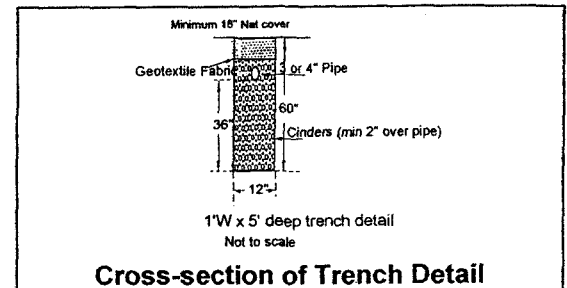 Minimum 18" Nat cover
Geotextile Fabric
3 or 4" Pipe
60"
36"
Cinders (min 2" over pipe)
12"
1'W x 5' deep trench detail
Not to scale
Cross-section of Trench Detail